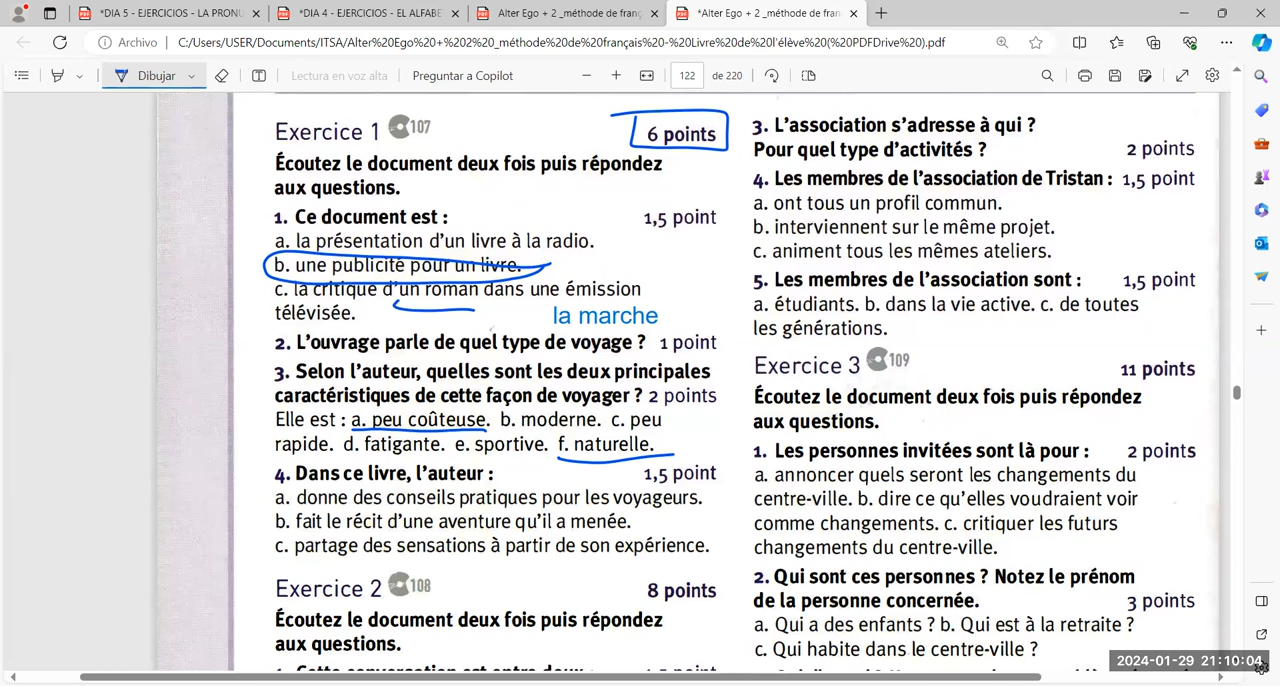 *DIA 5 - EJERCICIOS - LA PRONU
*DIA 4 - EJERCICIOS - EL ALFABE
Alter Ego + 2 _méthode de franç
*Alter Ego + 2 _méthode de franç
Archivo
C:/Users/USER/Documents/ITSA/Alter%20Ego%20+%202%20_méthode%20de%20français%20-%20Livre%20de%20l'élève%20(%20PDFDrive%20).pdf
Dibujar
Lectura en voz alta
Preguntar a Copilot
122
de 220
Exercice 1
107
6 points
Écoutez le document deux fois puis répondez
aux questions.
1. Ce document est :
1,5 point
a. la présentation d'un livre à la radio.
b. une publicité pour un livre.
c. la critique d'un roman dans une émission
télévisée.
la marche
2. L'ouvrage parle de quel type de voyage ? 1 point
3. Selon l'auteur, quelles sont les deux principales
caractéristiques de cette façon de voyager ? 2 points
Elle est : a. peu coûteuse. b. moderne. c. peu
rapide. d. fatigante. e. sportive. f. naturelle.
4. Dans ce livre, l'auteur :
1,5 point
a. donne des conseils pratiques pour les voyageurs.
b. fait le récit d'une aventure qu'il a menée.
c. partage des sensations à partir de son expérience.
Exercice 2
108
8 points
Écoutez le document deux fois puis répondez
aux questions.
1. Cette conversation est entre deux :
1,5 point
3. L'association s'adresse à qui ?
Pour quel type d'activités ?
2 points
4. Les membres de l'association de Tristan : 1,5 point
a. ont tous un profil commun.
b. interviennent sur le même projet.
c. animent tous les mêmes ateliers.
5. Les membres de l'association sont :
1,5 point
a. étudiants. b. dans la vie active. c. de toutes
les générations.
Exercice 3
109
11 points
Écoutez le document deux fois puis répondez
aux questions.
1. Les personnes invitées sont là pour :
2 points
a. annoncer quels seront les changements du
centre-ville. b. dire ce qu'elles voudraient voir
comme changements. c. critiquer les futurs
changements du centre-ville.
2. Qui sont ces personnes ? Notez le prénom
de la personne concernée.
3 points
a. Qui a des enfants ? b. Qui est à la retraite ?
c. Qui habite dans le centre-ville ?
2024-01-29 21:10:04